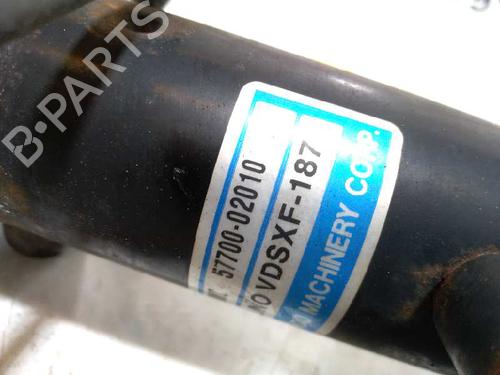 B-PARTS
57700-02010
VDSXF-187
MACHINERY CORP.